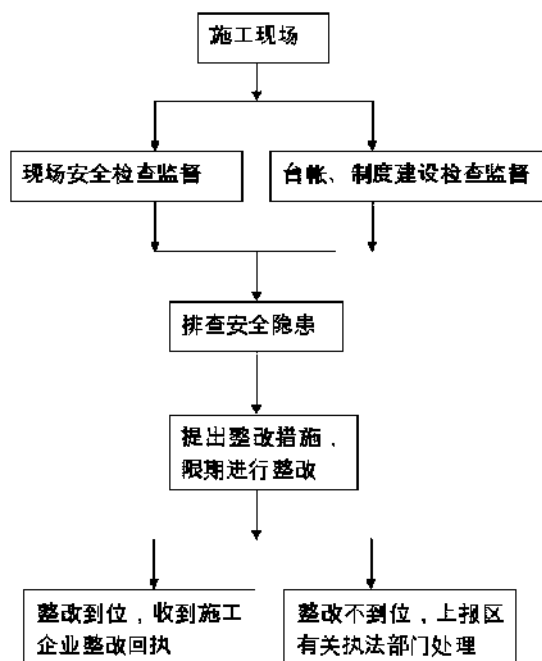 施工现场
现场安全检查监督
台帐、制度建设检查监督
排查安全隐患
提出整改措施，
限期进行整改
整改到位，收到施工
企业整改回执
整改不到位，上报区
有关执法部门处理